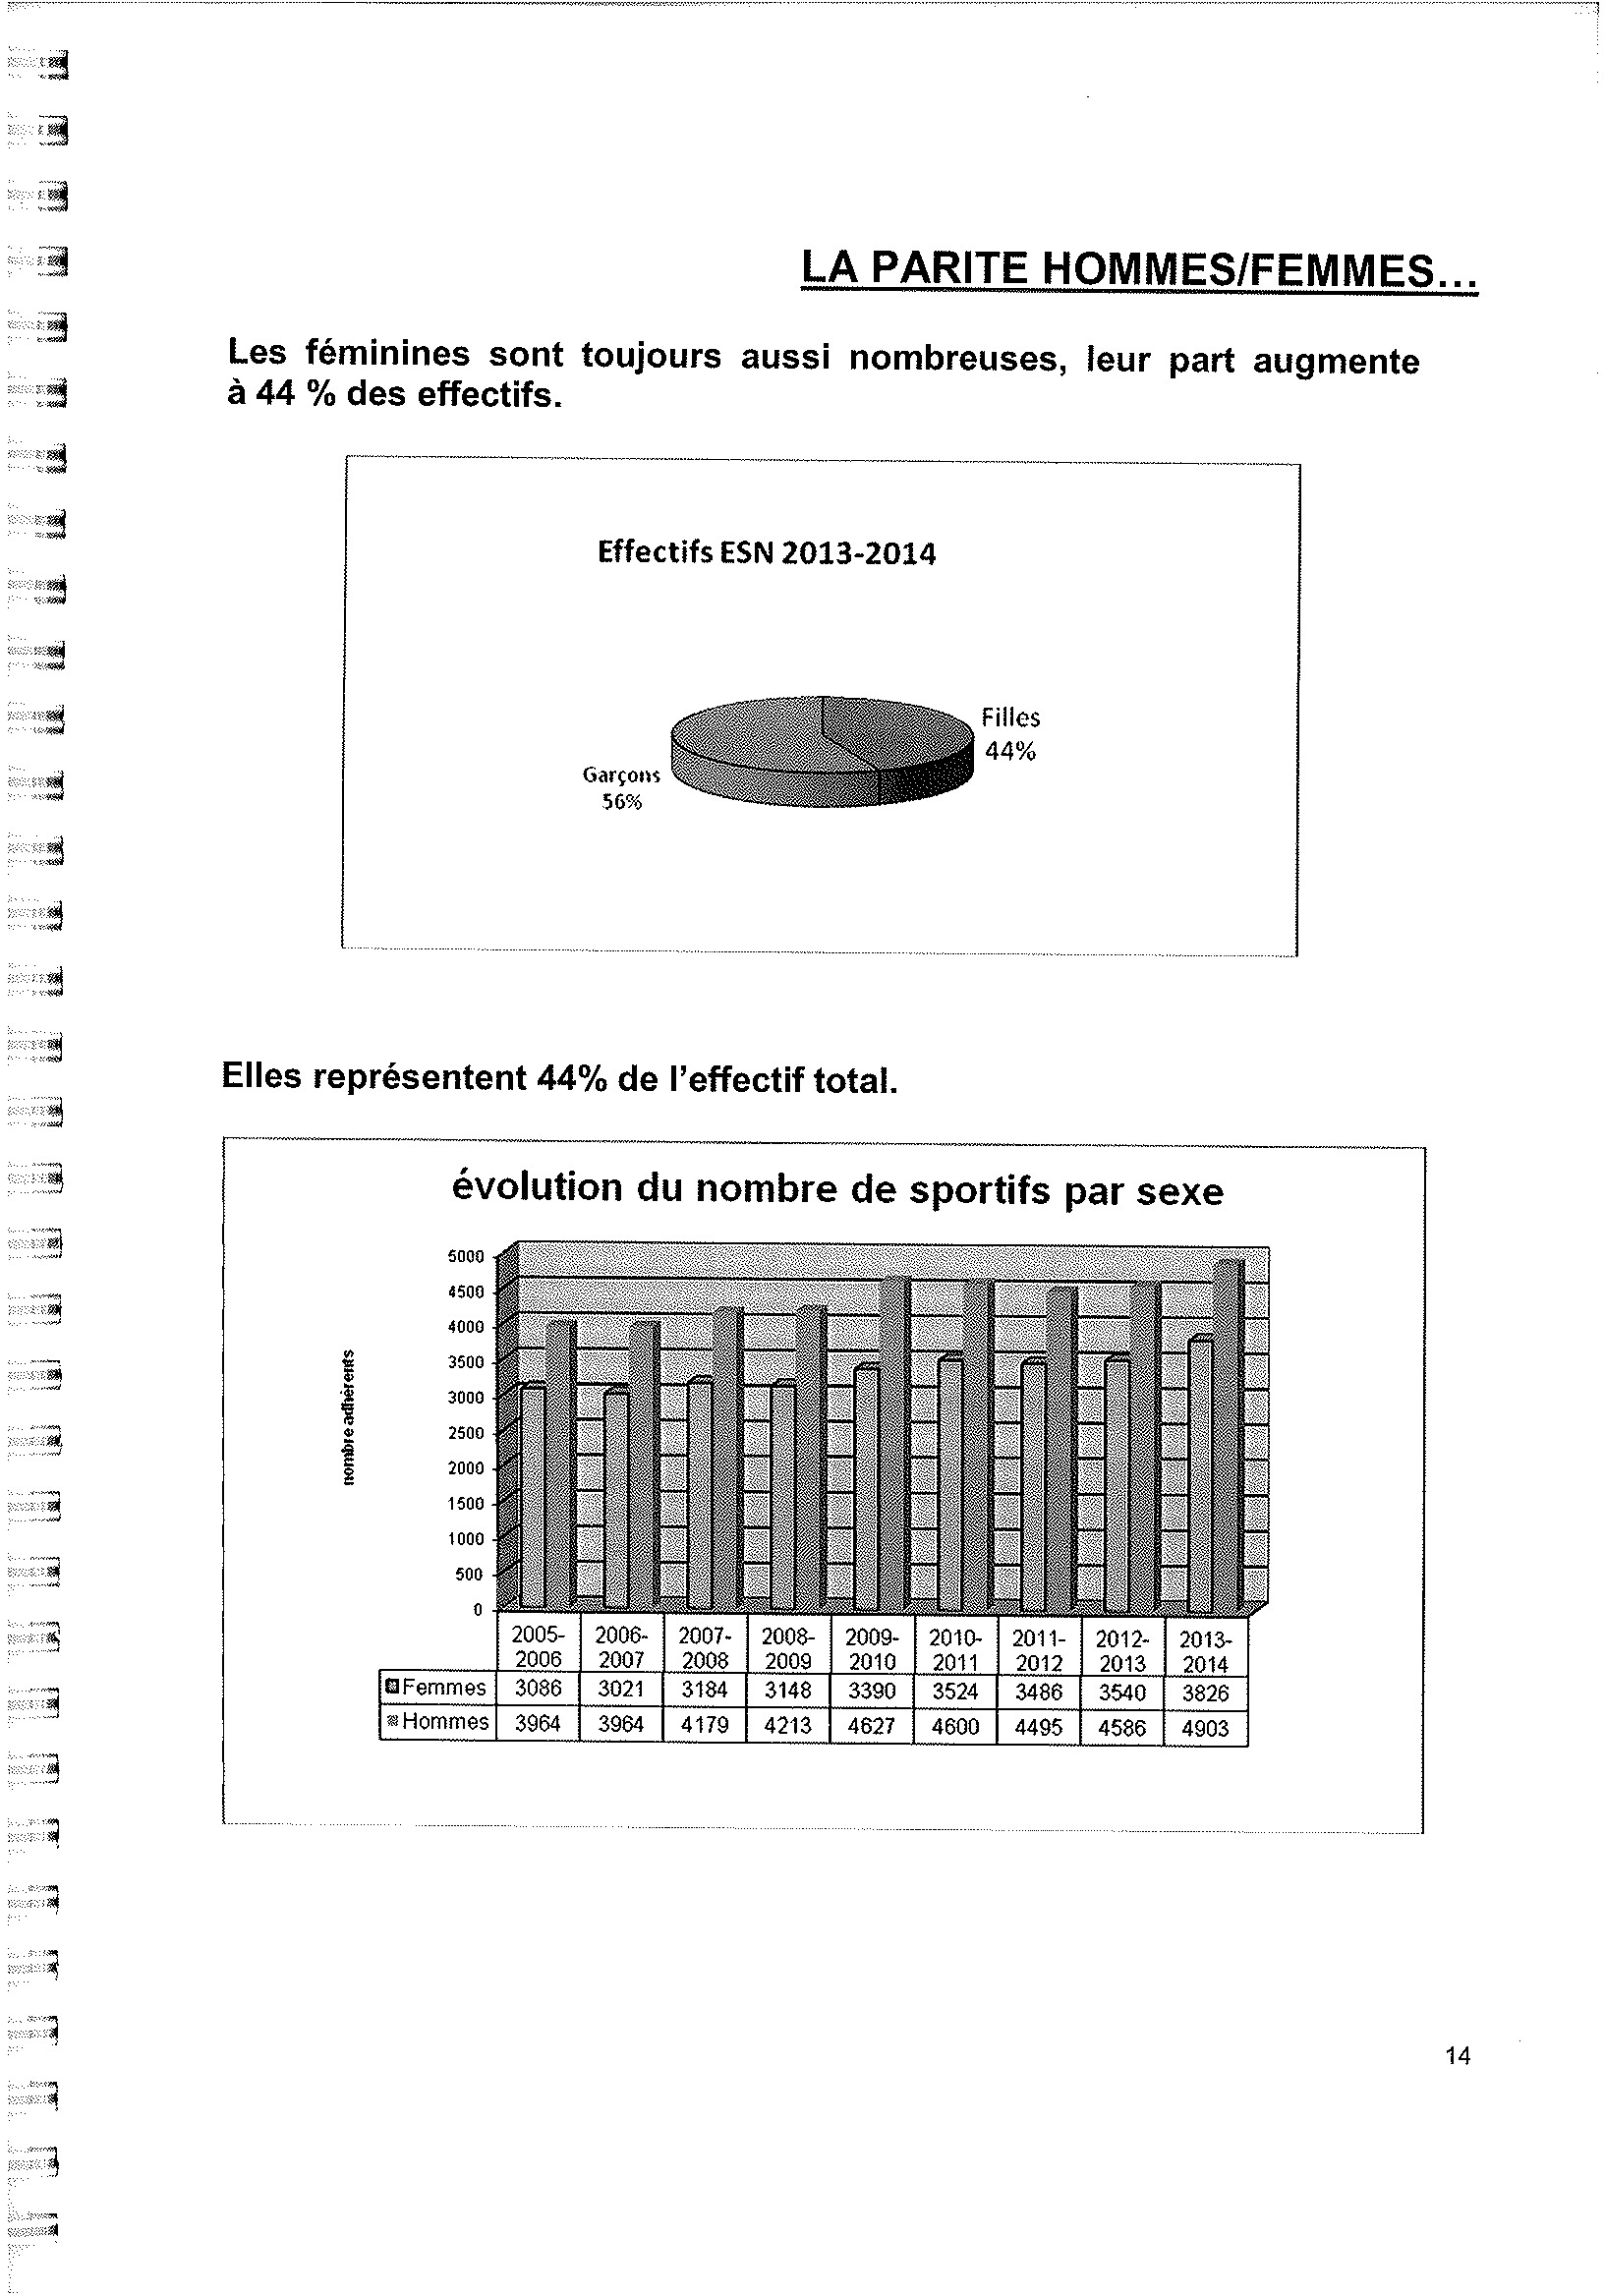 LA PARITE HOMMES/FEMMES...
Les féminines sont toujours aussi nombreuses, leur part augmente
à 44 % des effectifs.
Effectifs ESN 2013-2014
Filles
44%
Garçons
56%
Elles représentent 44% de l'effectif total.
évolution du nombre de sportifs par sexe
nombre adhérents
5000
4500
4000
3500
3000
2500
2000
1500
1000
500
0
2005-2006 2006-2007 2007-2008 2008-2009 2009-2010 2010-2011 2011-2012 2012-2013 2013-2014
Femmes 3086 3021 3184 3148 3390 3524 3486 3540 3826
Hommes 3964 3964 4179 4213 4627 4600 4495 4586 4903
14